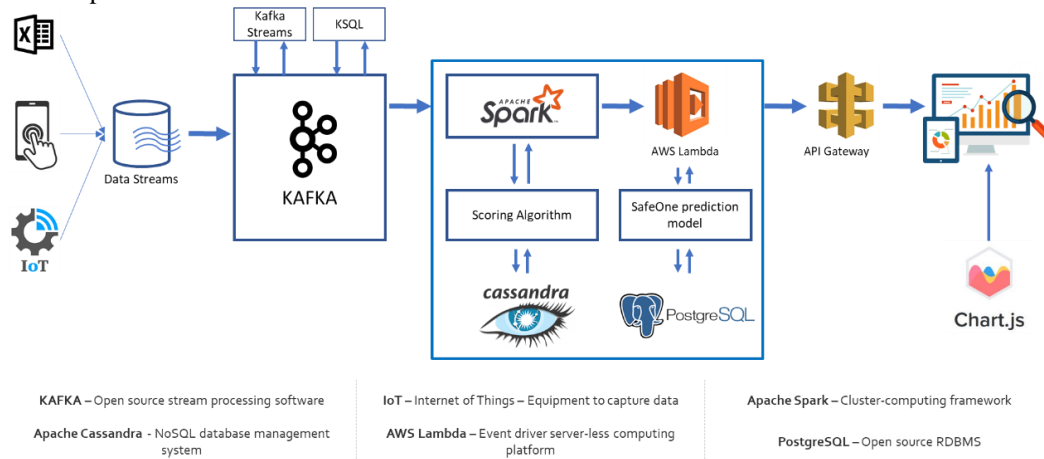 Kafka
Streams
KSQL
X
APACHE
Spark™
AWS Lambda
API Gateway
Data Streams
KAFKA
Scoring Algorithm
SafeOne prediction
model
IoT
cassandra
PostgreSQL
Chart.js
KAFKA – Open source stream processing software
IoT – Internet of Things – Equipment to capture data
Apache Spark – Cluster-computing framework
Apache Cassandra - NoSQL database management
system
AWS Lambda – Event driver server-less computing
platform
PostgreSQL – Open source RDBMS